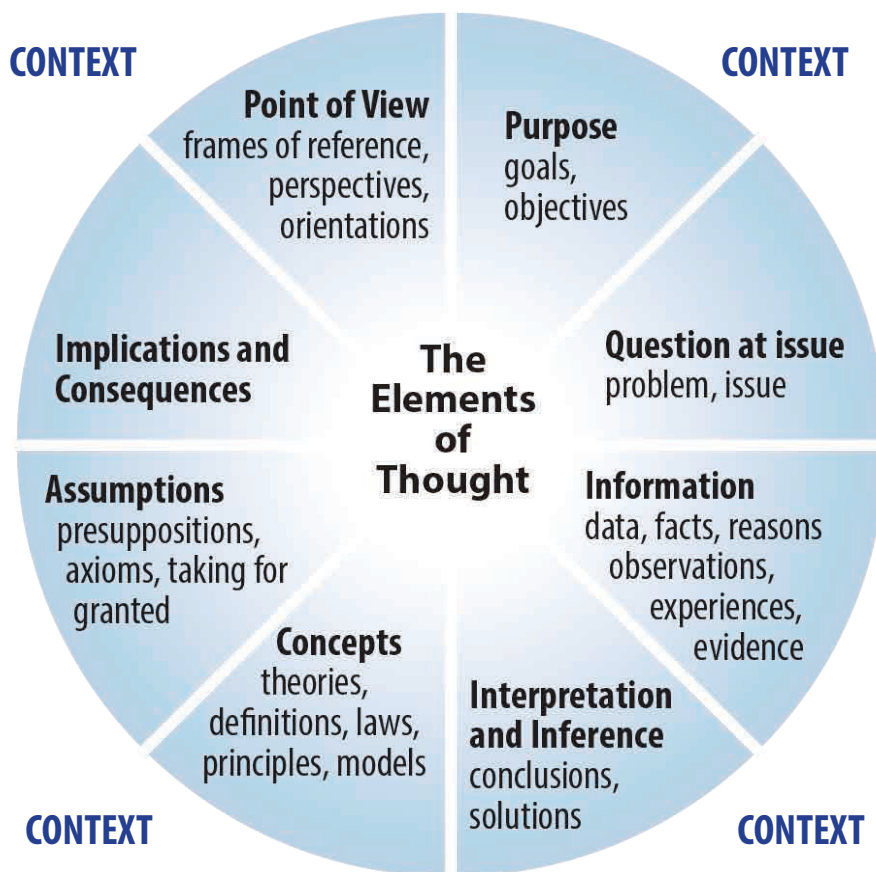 CONTEXT
CONTEXT
Point of View
frames of reference,
perspectives,
orientations
Purpose
goals,
objectives
Question at issue
problem, issue
Information
data, facts, reasons
observations,
experiences,
evidence
Interpretation
and Inference
conclusions,
solutions
Concepts
theories,
definitions, laws,
principles, models
Assumptions
presuppositions,
axioms, taking for
granted
Implications and
Consequences
The
Elements
of
Thought
CONTEXT
CONTEXT